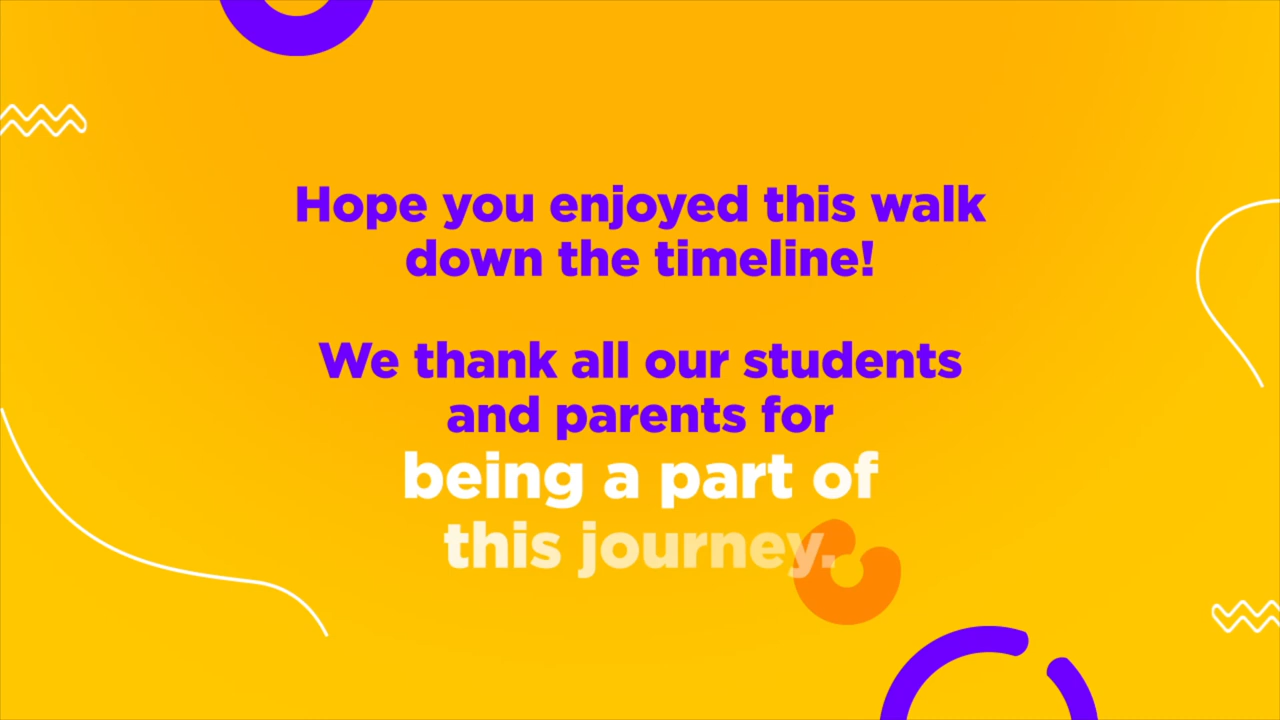 Hope you enjoyed this walk
down the timeline!
We thank all our students
and parents for
being a part of
this journey.